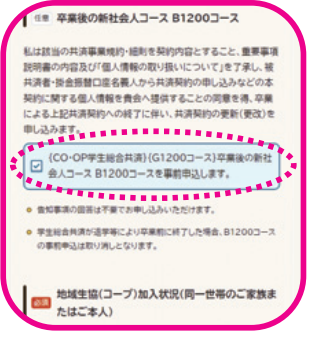 任意 卒業後の新社会人コース B1200コース
私は該当の共済事業規約・細則を契約内容とすること、重要事項
説明書の内容及び「個人情報の取り扱いについて」を了承し、被
共済者・掛金振替口座名義人から共済契約の申し込みなどの本
契約に関する個人情報を貴会へ提供することの同意を得、卒業
による上記共済契約への終了に伴い、共済契約の更新(更改)を
申し込みます。
{CO・OP学生総合共済}{G1200コース}卒業後の新社
会人コース B1200コースを事前申込します。
告知事項の回答は不要でお申し込みいただけます。
学生総合共済が退学等により卒業前に終了した場合、B1200コース
の事前申込は取り消しとなります。
必須 地域生協(コープ)加入状況(同一世帯のご家族ま
たはご本人)